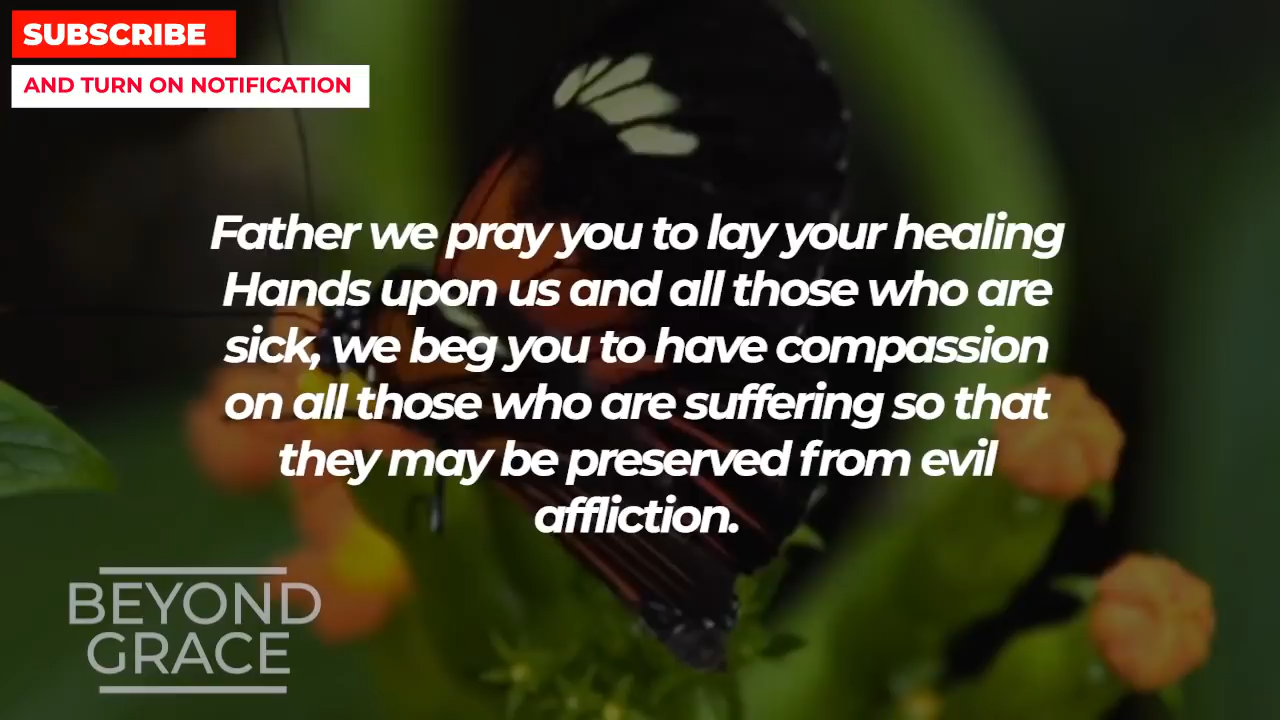 SUBSCRIBE
AND TURN ON NOTIFICATION
Father we pray you to lay your healing
Hands upon us and all those who are
sick, we beg you to have compassion
on all those who are suffering so that
they may be preserved from evil
affliction.
BEYOND
GRACE